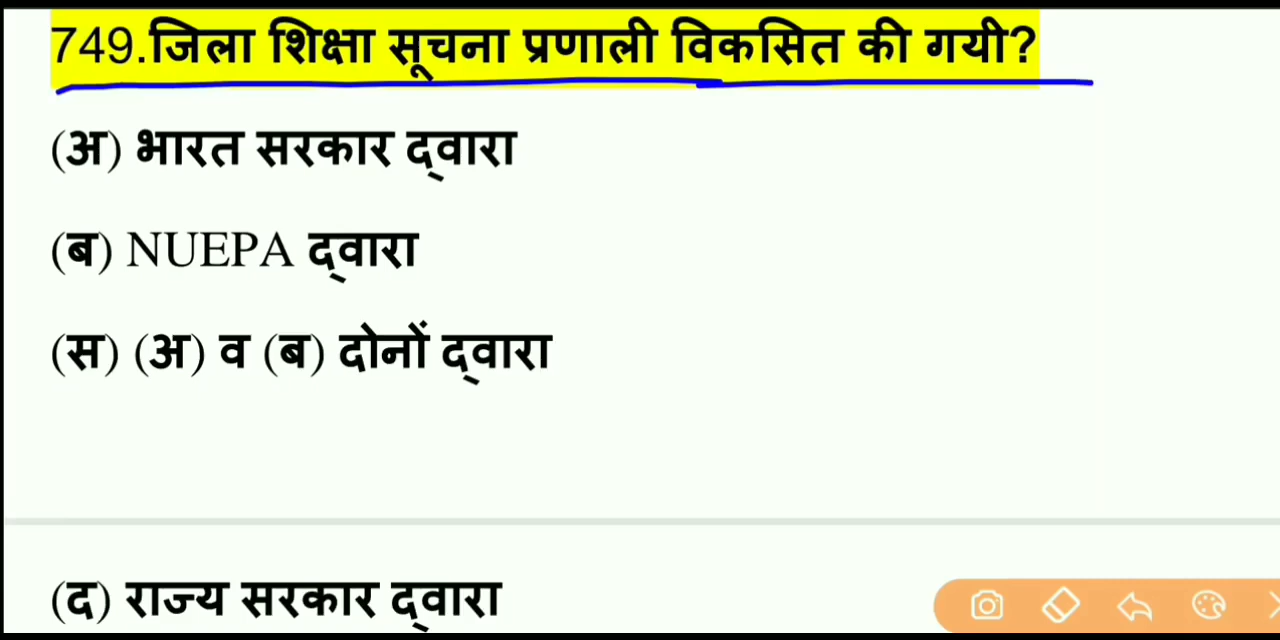 749.जिला शिक्षा सूचना प्रणाली विकसित की गयी?
(अ) भारत सरकार द्वारा
(ब) NUEPA द्वारा
(स) (अ) व (ब) दोनों द्वारा
(द) राज्य सरकार द्वारा